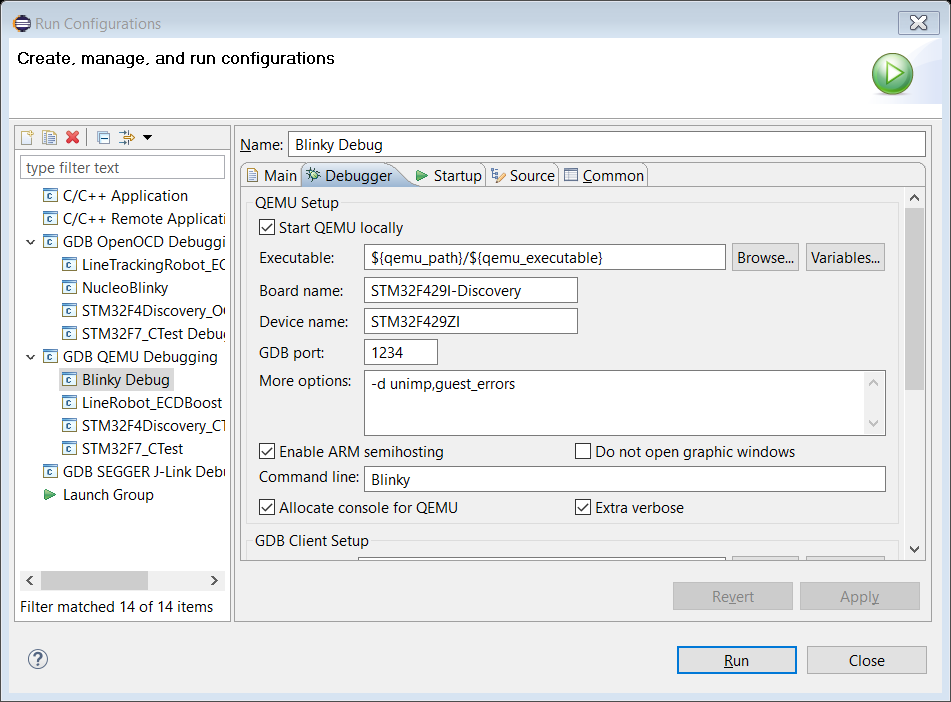 Run Configurations
Create, manage, and run configurations
type filter text
C/C++ Application
C/C++ Remote Applicati
GDB OpenOCD Debuggi
LineTrackingRobot_EC
NucleoBlinky
STM32F4Discovery_O
STM32F7_CTest Debu
GDB QEMU Debugging
Blinky Debug
LineRobot_ECDBoost
STM32F4Discovery_CT
STM32F7_CTest
GDB SEGGER J-Link Debu
Launch Group
Filter matched 14 of 14 items
Name: Blinky Debug
Main Debugger Startup Source Common
QEMU Setup
Start QEMU locally
Executable: ${qemu_path}/${qemu_executable} Browse... Variables...
Board name: STM32F429I-Discovery
Device name: STM32F429ZI
GDB port: 1234
More options: -d unimp,guest_errors
Enable ARM semihosting Do not open graphic windows
Command line: Blinky
Allocate console for QEMU Extra verbose
GDB Client Setup
Revert Apply
Run Close